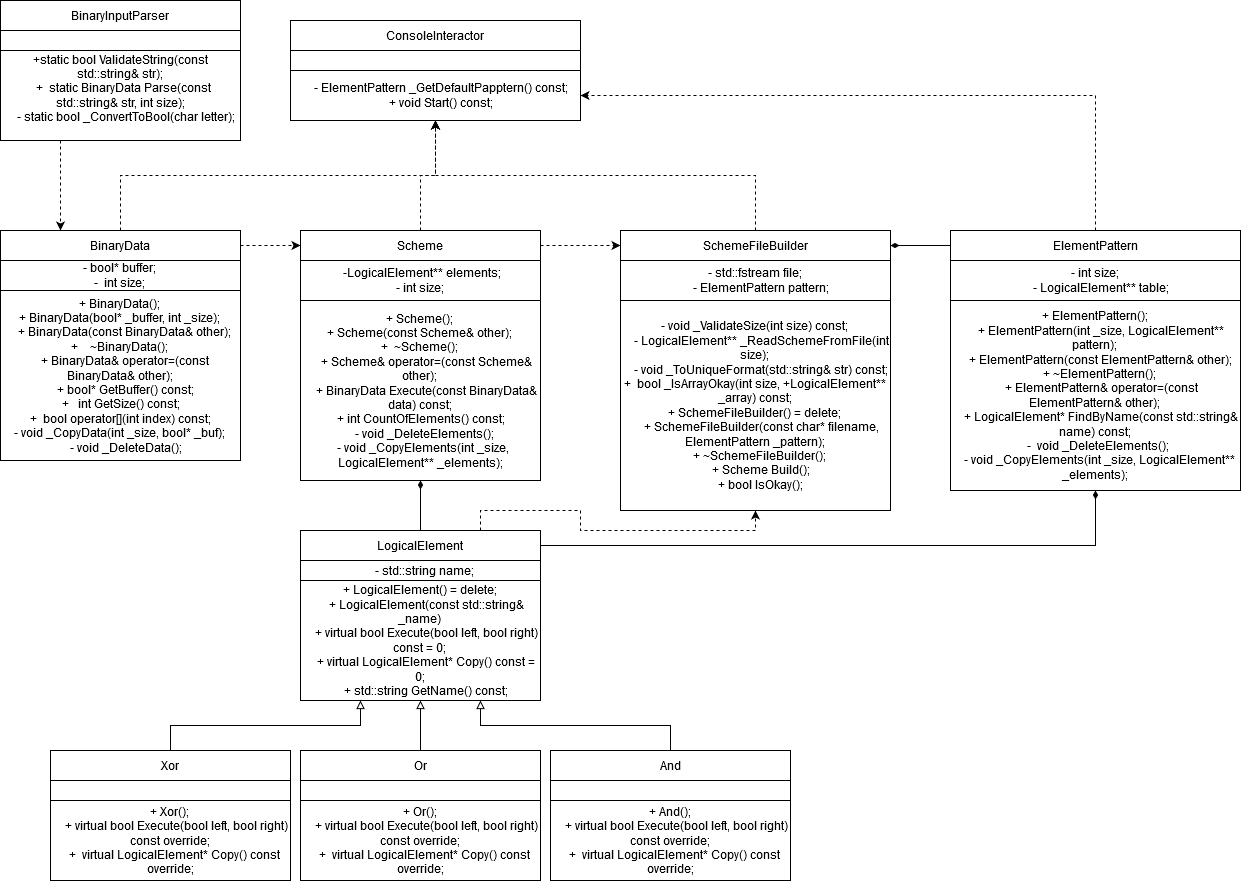 BinaryInputParser
+static bool ValidateString(const
std::string& str);
+ static BinaryData Parse(const
std::string& str, int size);
- static bool _ConvertToBool(char letter);
ConsoleInteractor
- ElementPattern _GetDefaultPapptern() const;
+ void Start() const;
BinaryData
- bool* buffer;
- int size;
+ BinaryData();
+ BinaryData(bool* _buffer, int _size);
+ BinaryData(const BinaryData& other);
+ ~BinaryData();
+ BinaryData& operator=(const
BinaryData& other);
+ bool* GetBuffer() const;
+ int GetSize() const;
+ bool operator[](int index) const;
- void _CopyData(int _size, bool* _buf);
- void _DeleteData();
Scheme
-LogicalElement** elements;
- int size;
+ Scheme();
+ Scheme(const Scheme& other);
+ ~Scheme();
+ Scheme& operator=(const Scheme&
other);
+ BinaryData Execute(const BinaryData&
data) const;
+ int CountOfElements() const;
- void _DeleteElements();
- void _CopyElements(int _size,
LogicalElement** _elements);
SchemeFileBuilder
- std::fstream file;
- ElementPattern pattern;
- void _ValidateSize(int size) const;
- LogicalElement** _ReadSchemeFromFile(int
size);
- void _ToUniqueFormat(std::string& str) const;
+ bool _IsArrayOkay(int size, +LogicalElement**
_array) const;
+ SchemeFileBuilder() = delete;
+ SchemeFileBuilder(const char* filename,
ElementPattern _pattern);
+ ~SchemeFileBuilder();
+ Scheme Build();
+ bool IsOkay();
ElementPattern
- int size;
- LogicalElement** table;
+ ElementPattern();
+ ElementPattern(int _size, LogicalElement**
pattern);
+ ElementPattern(const ElementPattern& other);
+ ~ElementPattern();
+ ElementPattern& operator=(const
ElementPattern& other);
+ LogicalElement* FindByName(const std::string&
name) const;
- void _DeleteElements();
- void _CopyElements(int _size, LogicalElement**
_elements);
LogicalElement
- std::string name;
+ LogicalElement() = delete;
+ LogicalElement(const std::string&
_name)
+ virtual bool Execute(bool left, bool right)
const = 0;
+ virtual LogicalElement* Copy() const =
0;
+ std::string GetName() const;
Xor
+ Xor();
+ virtual bool Execute(bool left, bool right)
const override;
+ virtual LogicalElement* Copy() const
override;
Or
+ Or();
+ virtual bool Execute(bool left, bool right)
const override;
+ virtual LogicalElement* Copy() const
override;
And
+ And();
+ virtual bool Execute(bool left, bool right)
const override;
+ virtual LogicalElement* Copy() const
override;